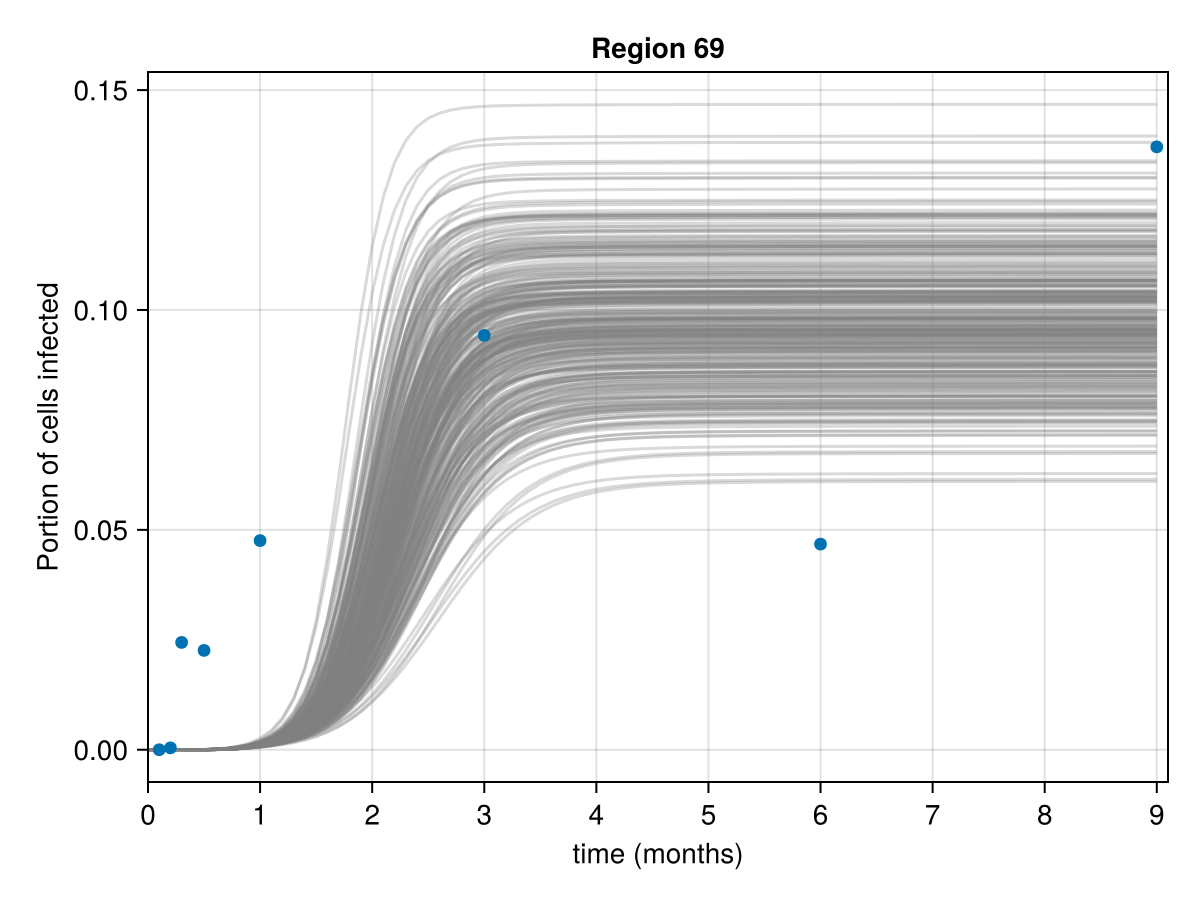 Region 69
Portion of cells infected
0.15
0.10
0.05
0.00
0 1 2 3 4 5 6 7 8 9
time (months)